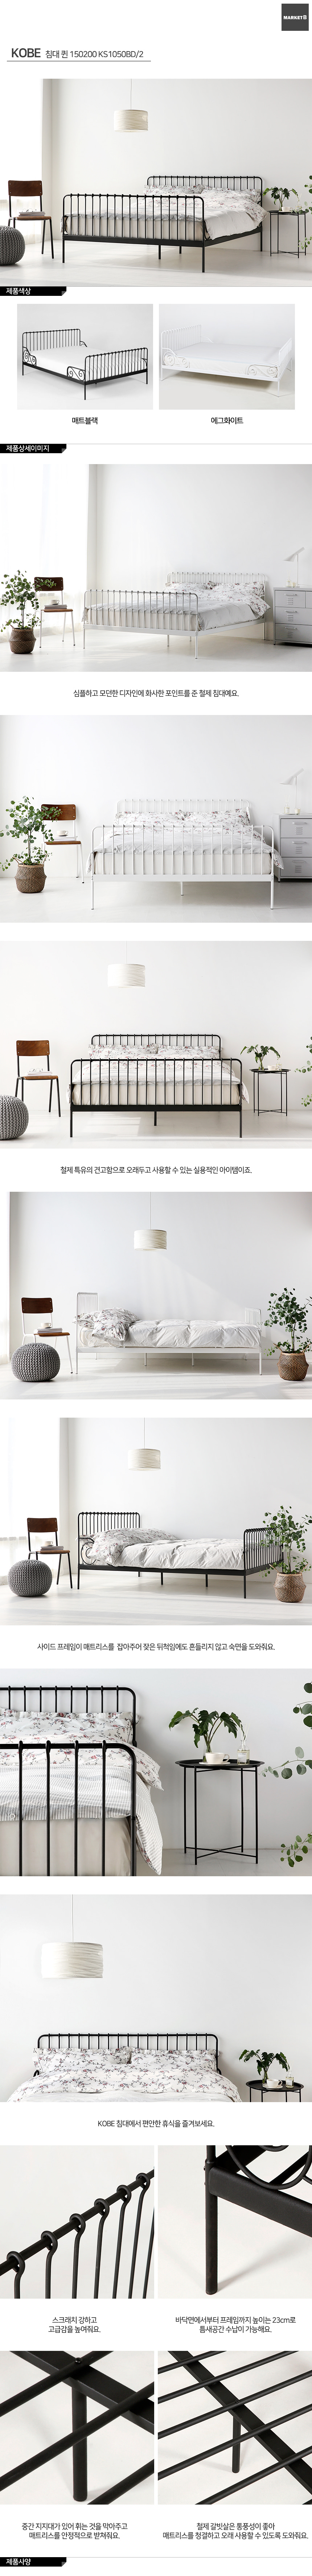 MARKET B
KOBE 침대 퀸 150200 KS1050BD/2
제품색상
매트블랙
에그화이트
제품상세이미지
심플하고 모던한 디자인에 화사한 포인트를 준 철제 침대예요.
철제 특유의 견고함으로 오래두고 사용할 수 있는 실용적인 아이템이죠.
사이드 프레임이 매트리스를 잡아주어 잦은 뒤척임에도 흔들리지 않고 숙면을 도와줘요.
KOBE 침대에서 편안한 휴식을 즐겨보세요.
스크래치 강하고
고급감을 높여줘요.
바닥면에서부터 프레임까지 높이는 23cm로
틈새공간 수납이 가능해요.
중간 지지대가 있어 휘는 것을 막아주고
매트리스를 안정적으로 받쳐줘요.
철제 갈빗살은 통풍성이 좋아
매트리스를 청결하고 오래 사용할 수 있도록 도와줘요.
제품사양